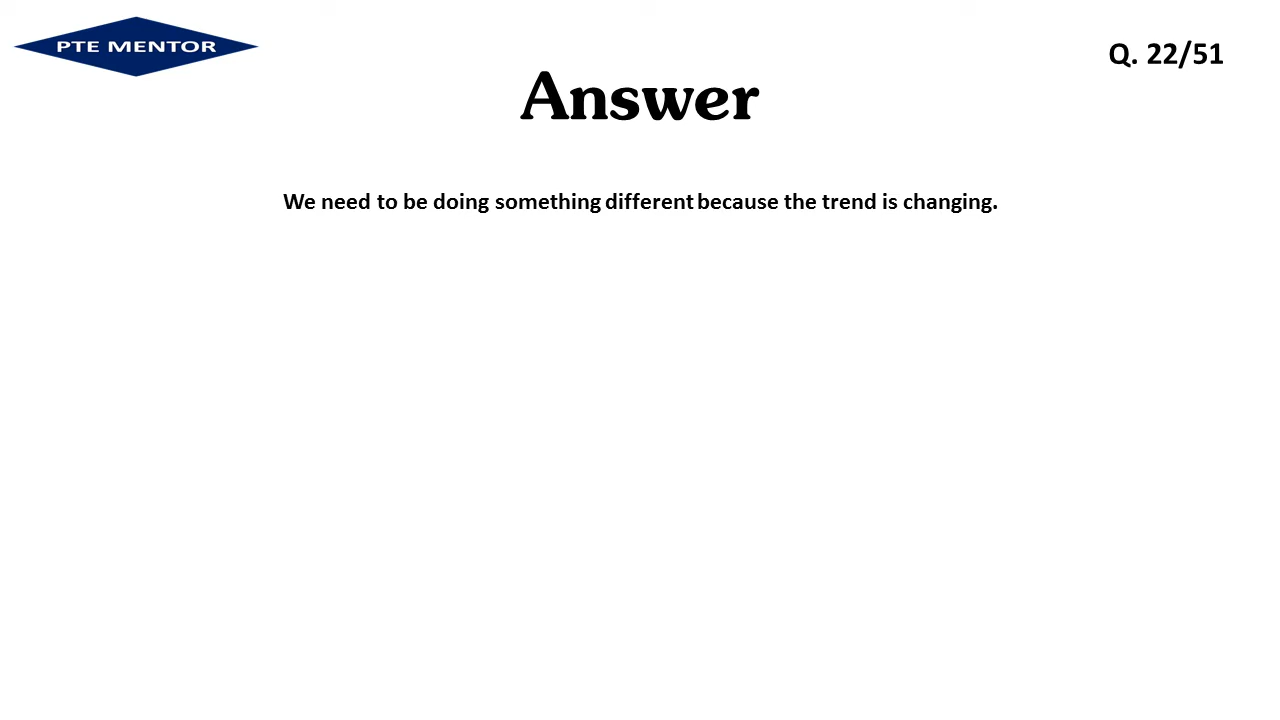 PTE MENTOR
Q. 22/51
Answer
We need to be doing something different because the trend is changing.